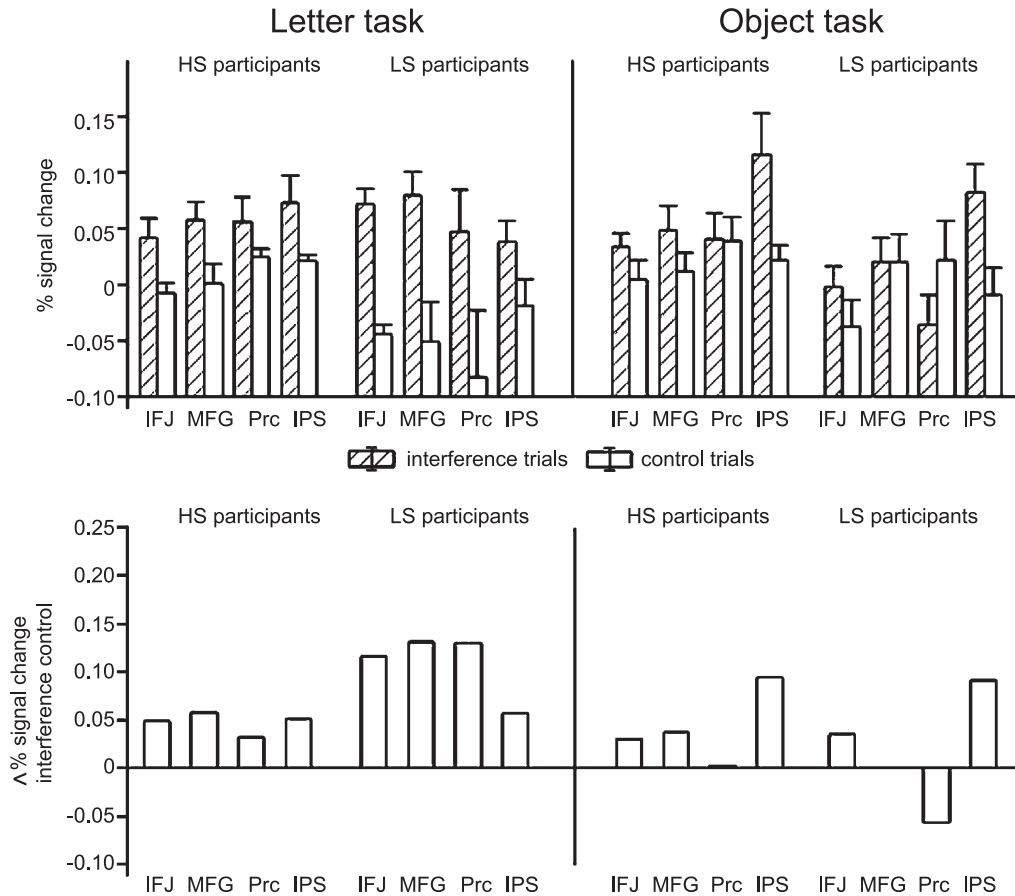 Letter task
Object task
HS participants
LS participants
HS participants
LS participants
% signal change
0.15
0.10
0.05
0
-0.05
-0.10
IFJ MFG Prc IPS
IFJ MFG Prc IPS
IFJ MFG Prc IPS
IFJ MFG Prc IPS
interference trials
control trials
HS participants
LS participants
HS participants
LS participants
Λ% signal change
interference control
0.25
0.20
0.15
0.10
0.05
0
-0.05
-0.10
IFJ MFG Prc IPS
IFJ MFG Prc IPS
IFJ MFG Prc IPS
IFJ MFG Prc IPS